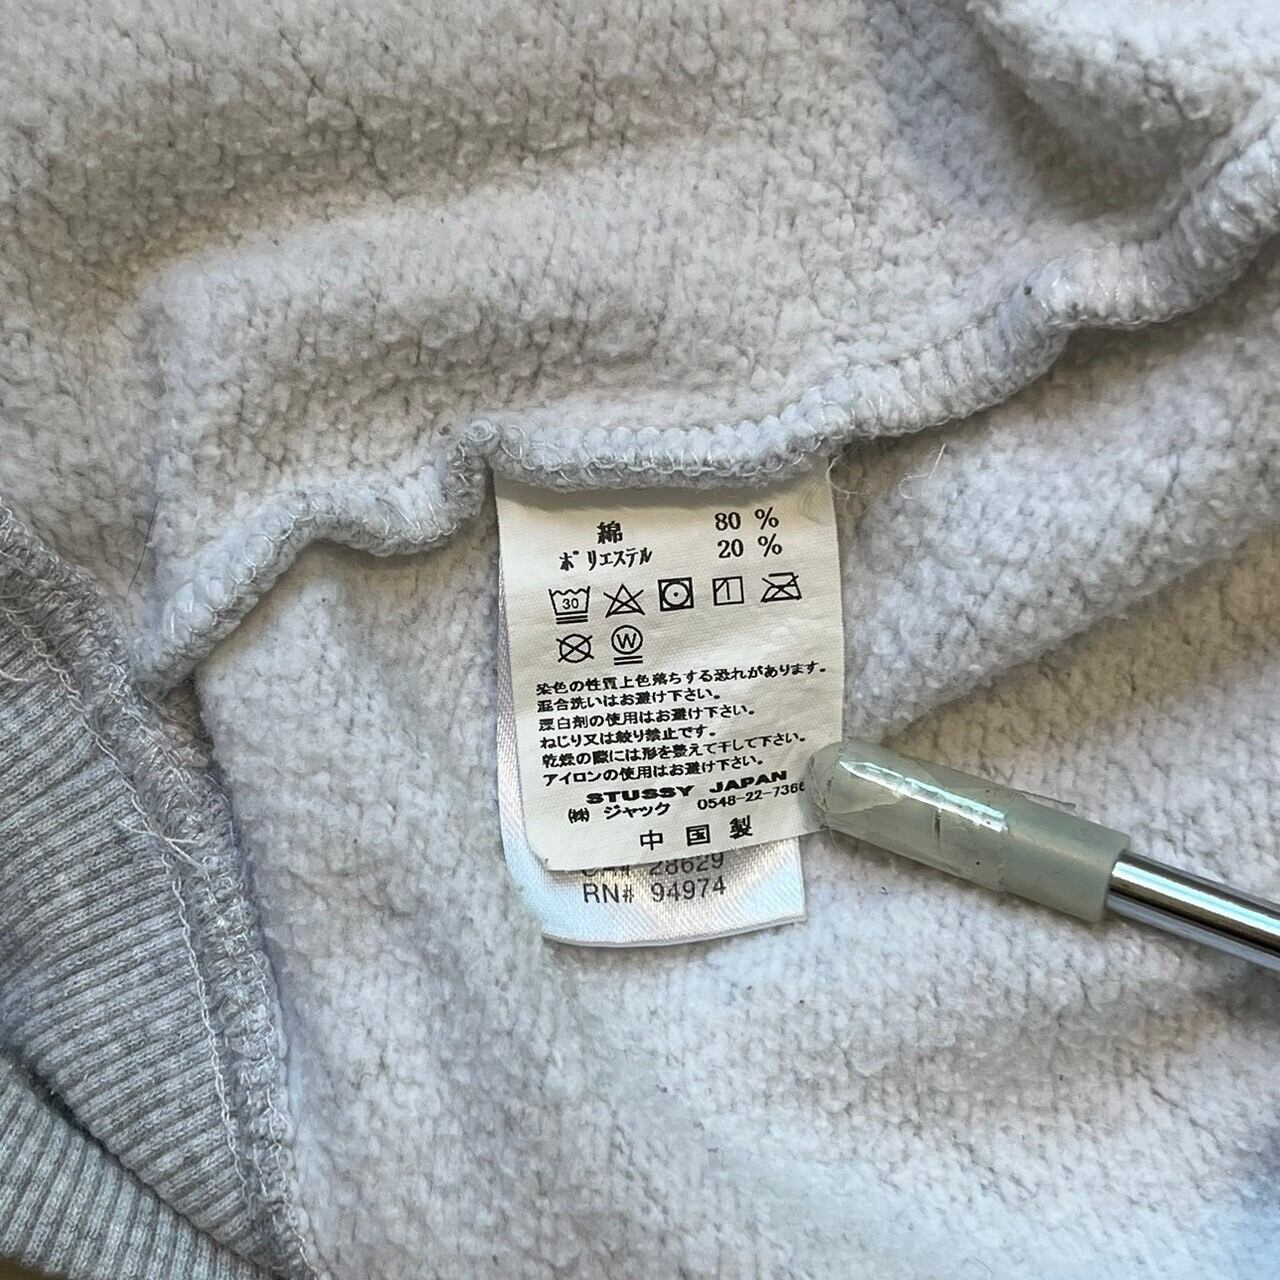 綿 80 %
ポリエステル 20 %
30
W
染色の性質上色落ちする恐れがあります。
混合洗いはお避け下さい。
漂白剤の使用はお避け下さい。
ねじり又は絞り禁止です。
乾燥の際には形を整えて干して下さい。
アイロンの使用はお避け下さい。
STUSSY JAPAN
㈱ ジャック 0548-22-7366
中国製
28629
RN# 94974